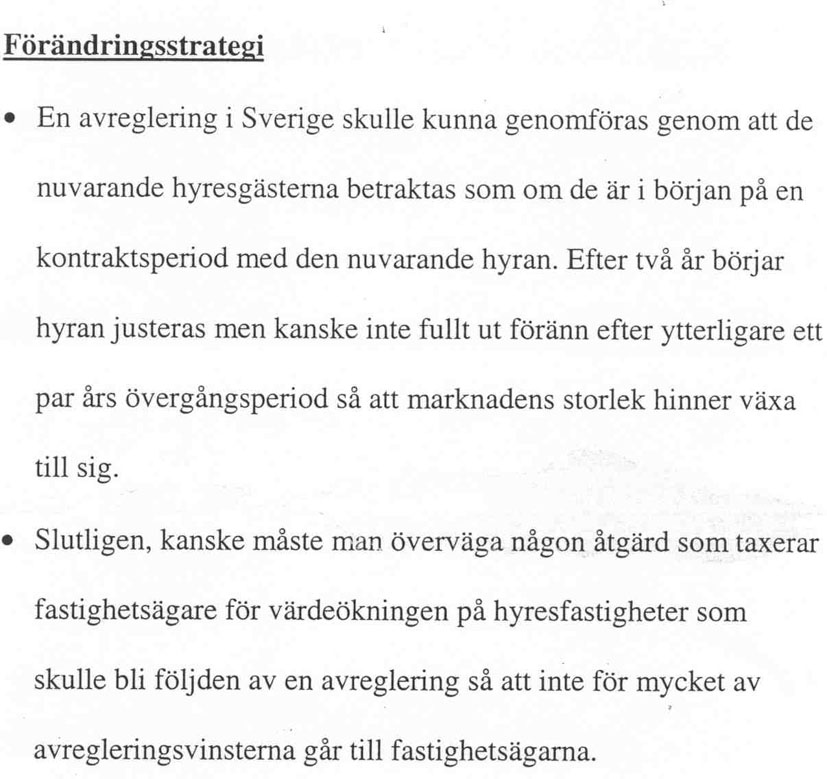 Förändringsstrategi
• En avreglering i Sverige skulle kunna genomföras genom att de
nuvarande hyresgästerna betraktas som om de är i början på en
kontraktsperiod med den nuvarande hyran. Efter två år börjar
hyran justeras men kanske inte fullt ut föränn efter ytterligare ett
par års övergångsperiod så att marknadens storlek hinner växa
till sig.
• Slutligen, kanske måste man överväga någon åtgärd som taxerar
fastighetsägare för värdeökningen på hyresfastigheter som
skulle bli följden av en avreglering så att inte för mycket av
avregleringsvinsterna går till fastighetsägarna.